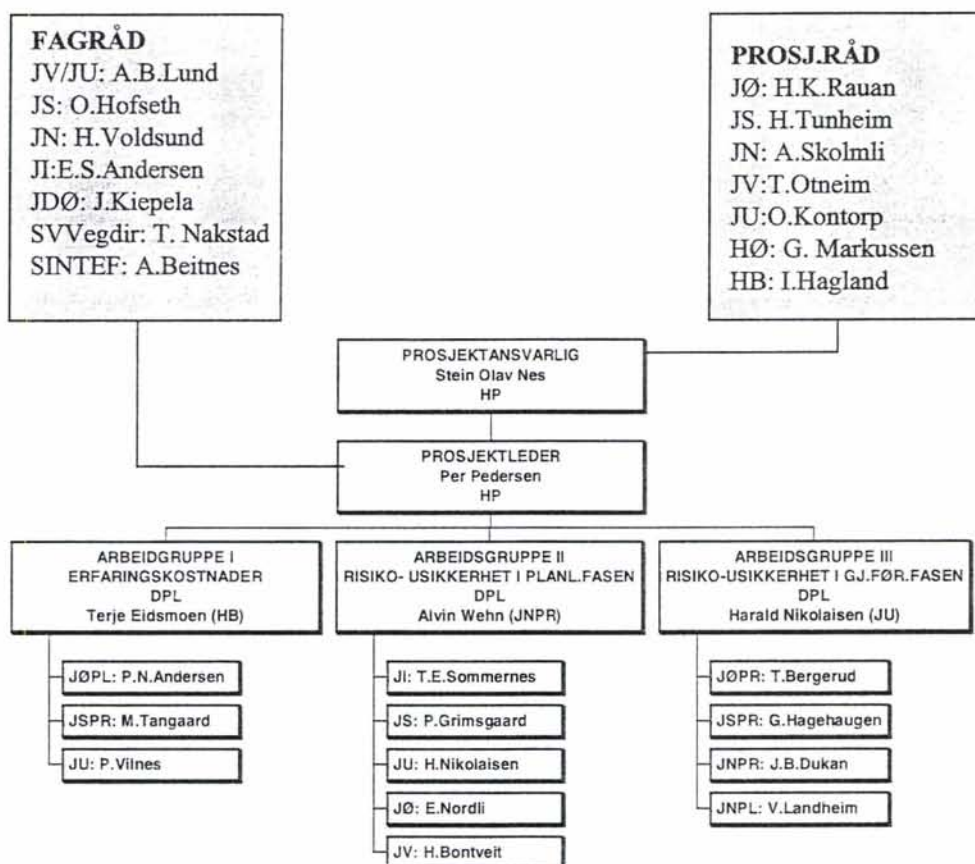 FAGRÅD
JV/JU: A.B.Lund
JS: O.Hofseth
JN: H.Voldsund
JI:E.S.Andersen
JDØ: J.Kiepela
SVVegdir: T. Nakstad
SINTEF: A.Beitnes
PROSJ.RÅD
JØ: H.K.Rauan
JS. H.Tunheim
JN: A.Skolmli
JV:T.Otneim
JU:O.Kontorp
HØ: G. Markussen
HB: I.Hagland
PROSJEKTANSVARLIG
Stein Olav Nes
HP
PROSJEKTLEDER
Per Pedersen
HP
ARBEIDGRUPPE I
ERFARINGSKOSTNADER
DPL
Terje Eidsmoen (HB)
JØPL: P.N.Andersen
JSPR: M.Tangaard
JU: P.Vilnes
ARBEIDSGRUPPE II
RISIKO- USIKKERHET I PLANL.FASEN
DPL
Alvin Wehn (JNPR)
JI: T.E.Sommernes
JS: P.Grimsgaard
JU: H.Nikolaisen
JØ: E.Nordli
JV: H.Bontveit
ARBEIDSGRUPPE III
RISIKO-USIKKERHET I GJ.FØR.FASEN
DPL
Harald Nikolaisen (JU)
JØPR: T.Bergerud
JSPR: G.Hagehaugen
JNPR: J.B.Dukan
JNPL: V.Landheim